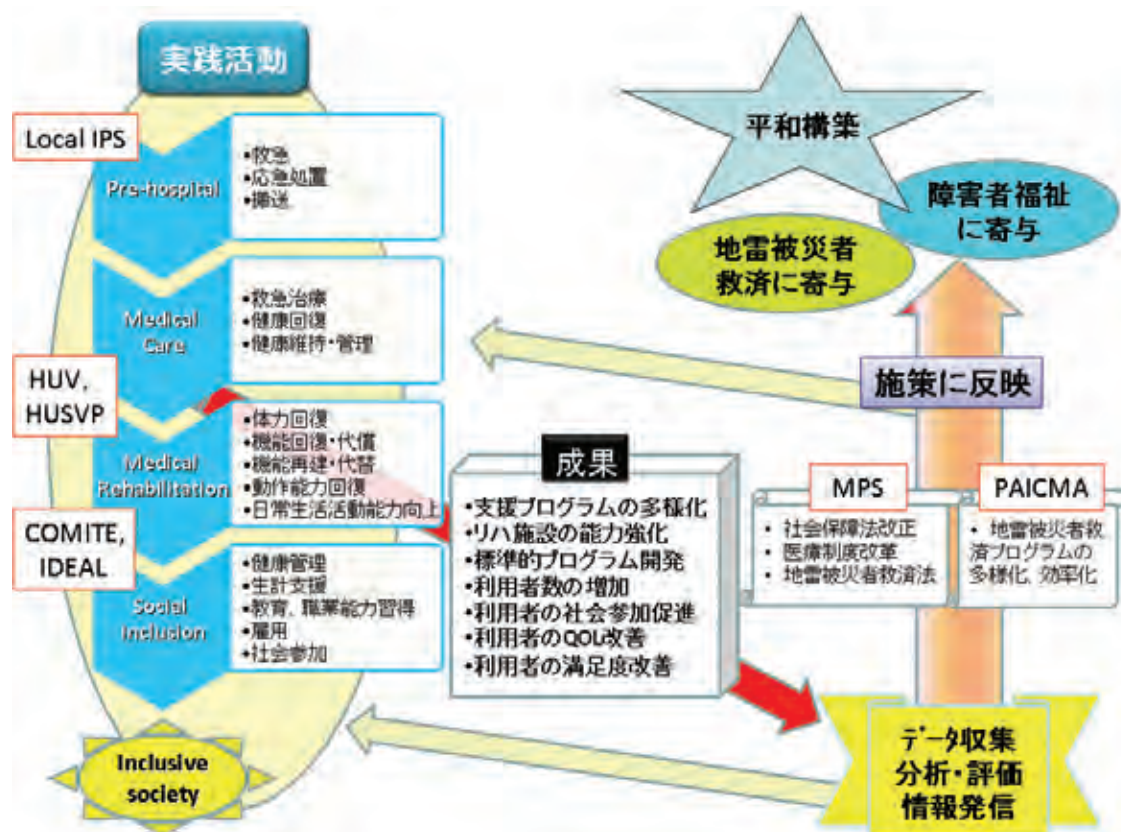 実践活動
Local IPS
Pre-hospital
•救急
•応急処置
•搬送
Medical
Care
•救急治療
•健康回復
•健康維持・管理
HUV,
HUSVP
Medical
Rehabilitation
•体力回復
•機能回復・代償
•機能再建・代替
•動作能力回復
•日常生活活動能力向上
COMITE,
IDEAL
Social
Inclusion
•健康管理
•生計支援
•教育、職業能力習得
•雇用
•社会参加
Inclusive
society
成果
•支援プログラムの多様化
•リハ施設の能力強化
•標準的プログラム開発
•利用者数の増加
•利用者の社会参加促進
•利用者のQOL改善
•利用者の満足度改善
平和構築
障害者福祉
に寄与
地雷被災者
救済に寄与
施策に反映
MPS
• 社会保障法改正
• 医療制度改革
• 地雷被災者救済法
PAICMA
• 地雷被災者救
済プログラムの
多様化、効率化
データ収集
分析・評価
情報発信